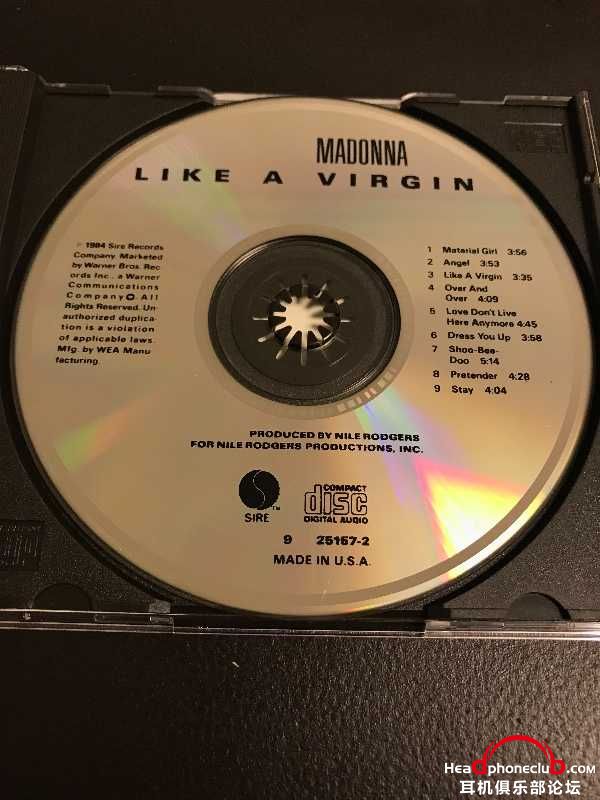 MADONNA
LIKE A VIRGIN
℗ 1984 Sire Records
Company. Marketed
by Warner Bros. Rec
ords Inc., a Warner
Communications
Company. All
Rights Reserved. Un-
authorized duplica-
tion is a violation
of applicable laws.
Mfg. by WEA Manu
facturing.
1 Material Girl 3:56
2 Angel 3:53
3 Like A Virgin 3:35
4 Over And
Over 4:09
5 Love Don't Live
Here Anymore 4:45
6 Dress You Up 3:58
7 Shoo-Bee-
Doo 5:14
8 Pretender 4:28
9 Stay 4:04
PRODUCED BY NILE RODGERS
FOR NILE RODGERS PRODUCTIONS, INC.
SIRE™
COMPACT
disc
DIGITAL AUDIO
9 25157-2
MADE IN U.S.A.
Headphoneclub.com
耳机俱乐部论坛